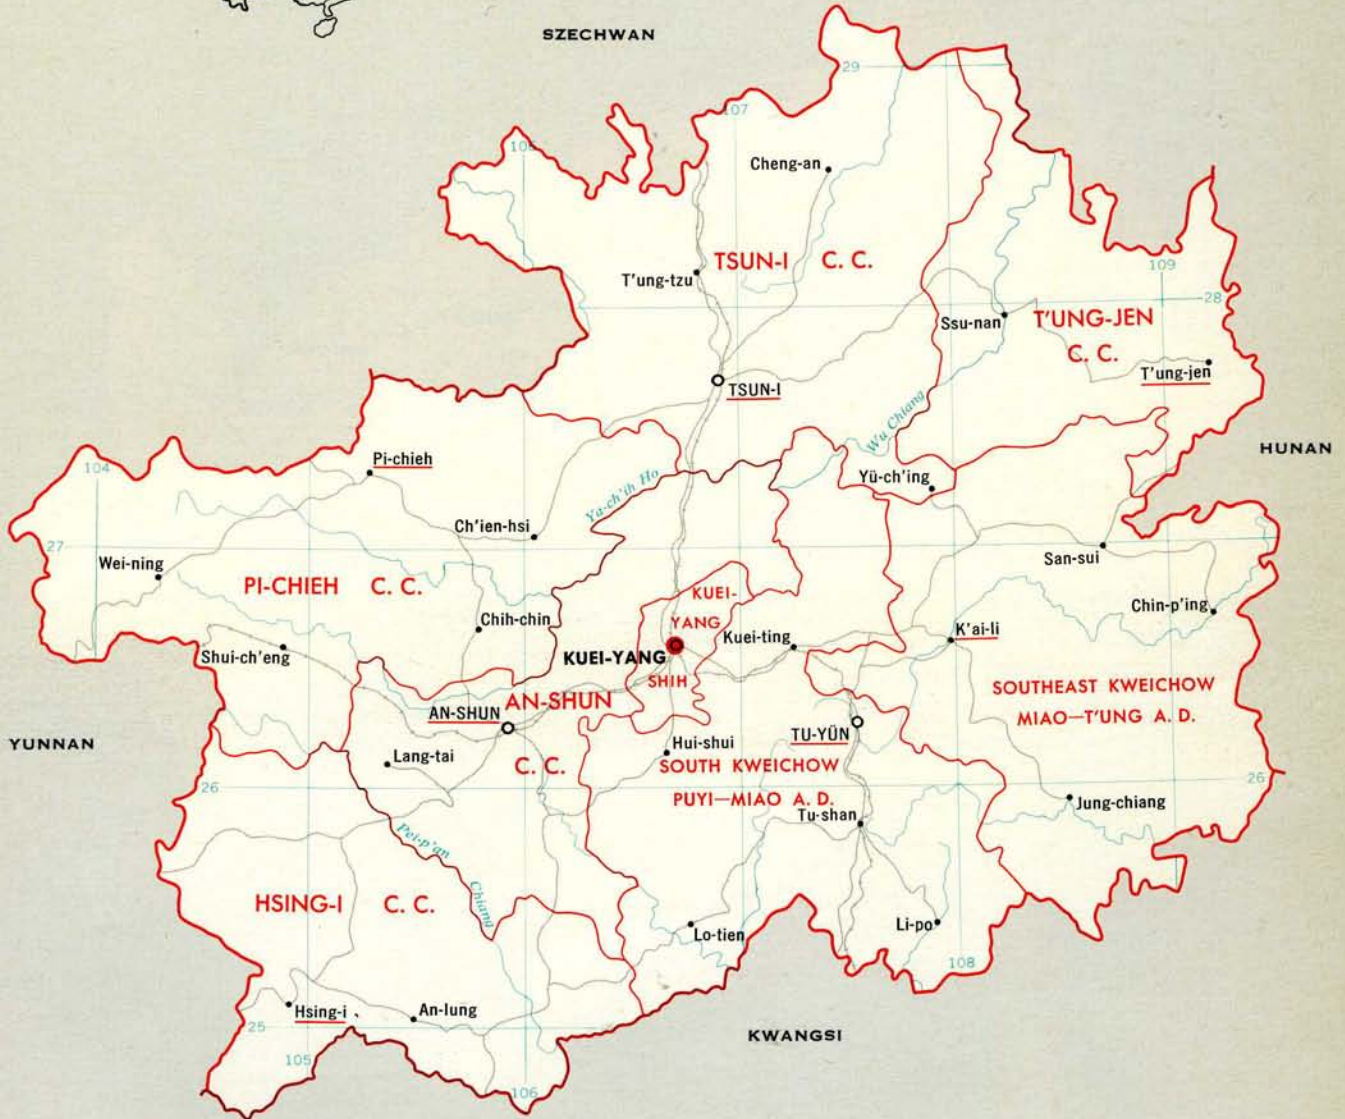 SZECHWAN
29
107
106
Cheng-an
TSUN-I C. C.
T'ung-tzu
109
28
Ssu-nan
T'UNG-JEN
C. C.
T'ung-jen
TSUN-I
Wu Chiang
HUNAN
Pi-chieh
104
Ya-ch'ih Ho
Yü-ch'ing
Ch'ien-hsi
27
San-sui
Wei-ning
PI-CHIEH C. C.
KUEI-
YANG
SHIH
Chin-p'ing
Chih-chin
Kuei-ting
K'ai-li
Shui-ch'eng
KUEI-YANG
SOUTHEAST KWEICHOW
MIAO—T'UNG A. D.
AN-SHUN
C. C.
AN-SHUN
TU-YÜN
YUNNAN
Hui-shui
Lang-tai
SOUTH KWEICHOW
PUYI—MIAO A. D.
26
26
Jung-chiang
Tu-shan
Pei-p'an Chiang
HSING-I C. C.
Lo-tien
Li-po
108
Hsing-i
An-lung
25
KWANGSI
105
106